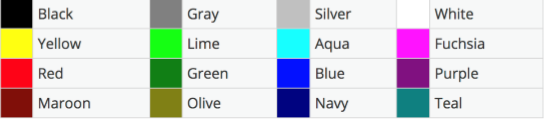 Black Gray Silver White
Yellow Lime Aqua Fuchsia
Red Green Blue Purple
Maroon Olive Navy Teal